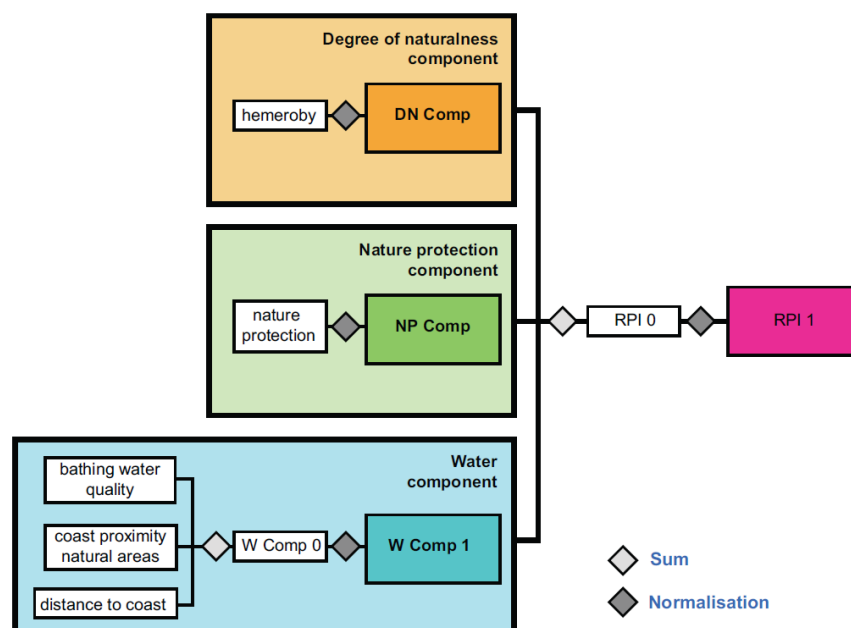 Degree of naturalness
component
hemeroby
DN Comp
Nature protection
component
nature
protection
NP Comp
RPI 0
RPI 1
Water
component
bathing water
quality
coast proximity
natural areas
W Comp 0
W Comp 1
distance to coast
Sum
Normalisation